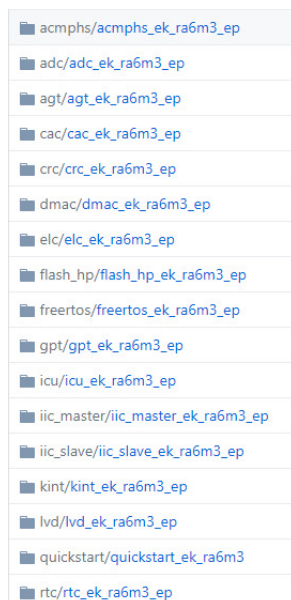 acmphs/acmphs_ek_ra6m3_ep
adc/adc_ek_ra6m3_ep
agt/agt_ek_ra6m3_ep
cac/cac_ek_ra6m3_ep
crc/crc_ek_ra6m3_ep
dmac/dmac_ek_ra6m3_ep
elc/elc_ek_ra6m3_ep
flash_hp/flash_hp_ek_ra6m3_ep
freertos/freertos_ek_ra6m3_ep
gpt/gpt_ek_ra6m3_ep
icu/icu_ek_ra6m3_ep
iic_master/iic_master_ek_ra6m3_ep
iic_slave/iic_slave_ek_ra6m3_ep
kint/kint_ek_ra6m3_ep
lvd/lvd_ek_ra6m3_ep
quickstart/quickstart_ek_ra6m3
rtc/rtc_ek_ra6m3_ep